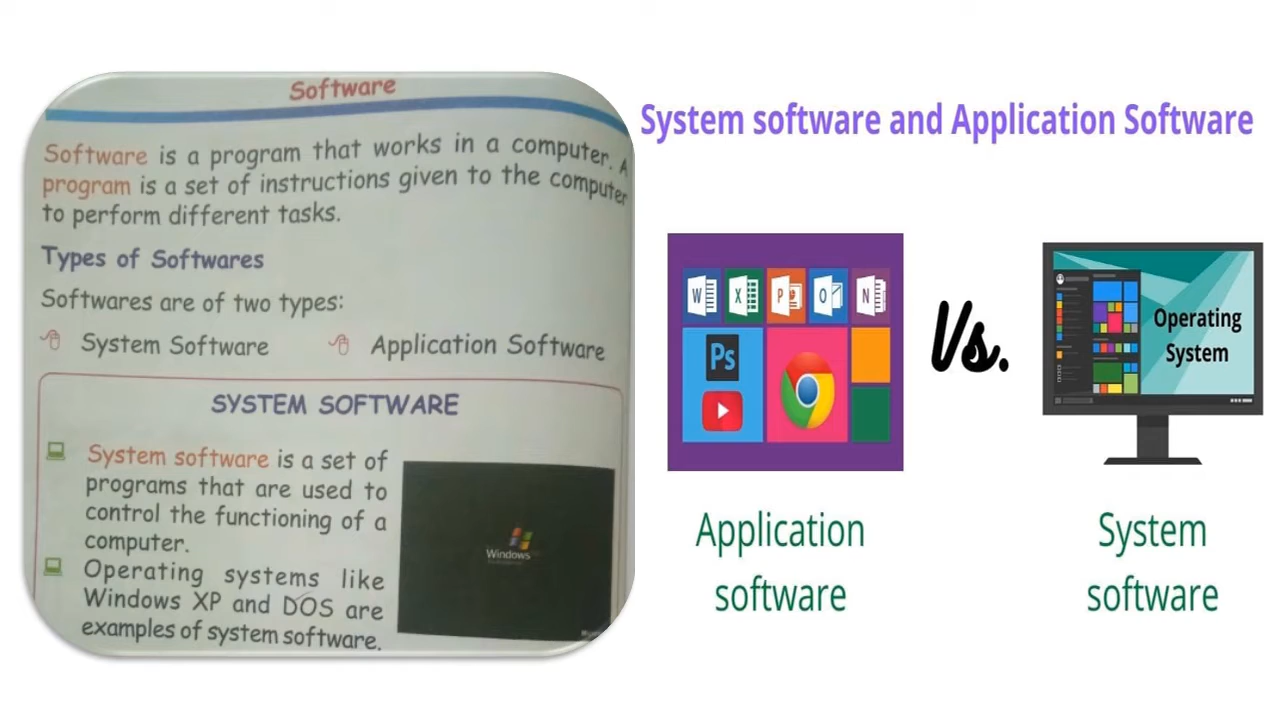 Software
Software is a program that works in a computer. A
program is a set of instructions given to the computer
to perform different tasks.
Types of Softwares
Softwares are of two types:
System Software
Application Software
SYSTEM SOFTWARE
System software is a set of
programs that are used to
control the functioning of a
computer.
Operating systems like
Windows XP and DOS are
examples of system software.
Windows
System software and Application Software
W
X
P
O
N
Ps
Vs.
Operating
System
Application
software
System
software